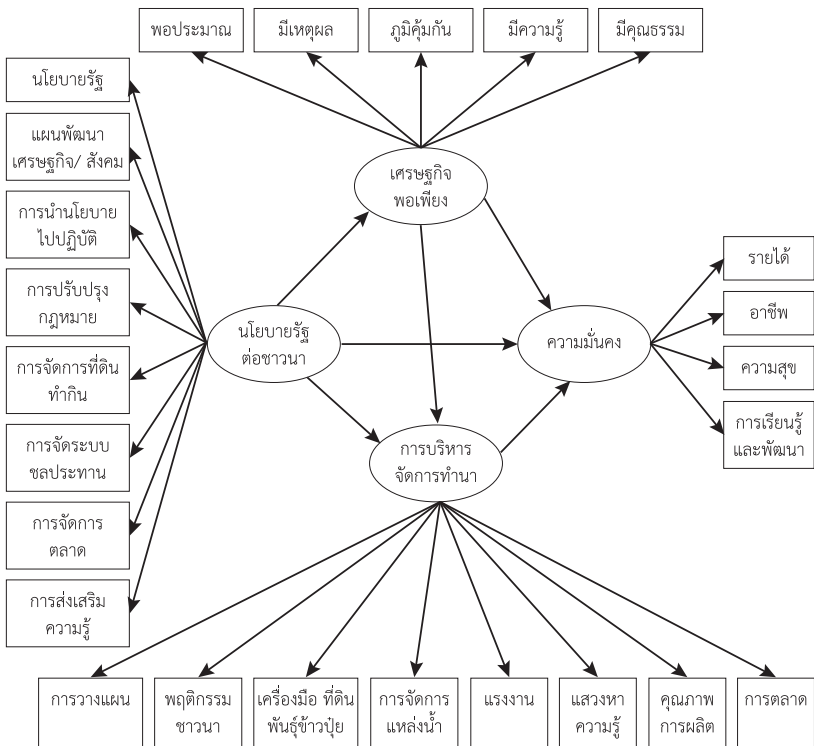 พอประมาณ
มีเหตุผล
ภูมิคุ้มกัน
มีความรู้
มีคุณธรรม
นโยบายรัฐ
แผนพัฒนา
เศรษฐกิจ/ สังคม
การนำนโยบาย
ไปปฏิบัติ
การปรับปรุง
กฎหมาย
การจัดการที่ดิน
ทำกิน
การจัดระบบ
ชลประทาน
การจัดการ
ตลาด
การส่งเสริม
ความรู้
เศรษฐกิจ
พอเพียง
นโยบายรัฐ
ต่อชาวนา
ความมั่นคง
การบริหาร
จัดการทำนา
รายได้
อาชีพ
ความสุข
การเรียนรู้
และพัฒนา
การวางแผน
พฤติกรรม
ชาวนา
เครื่องมือ ที่ดิน
พันธุ์ข้าวปุ๋ย
การจัดการ
แหล่งน้ำ
แรงงาน
แสวงหา
ความรู้
คุณภาพ
การผลิต
การตลาด